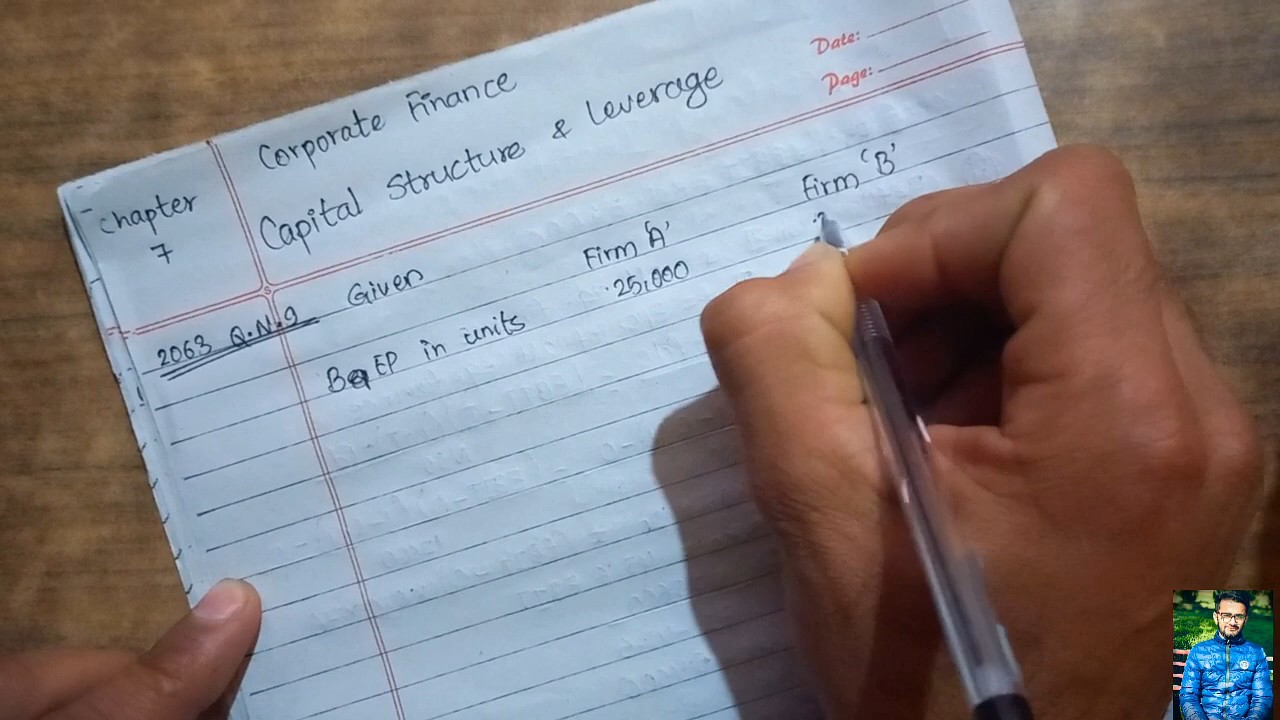 Date:
Page:
Corporate Finance
Chapter 7
Capital Structure & Leverage
2063 Q.N.9
Given
Firm 'A'
Firm 'B'
BEP in units
25,000